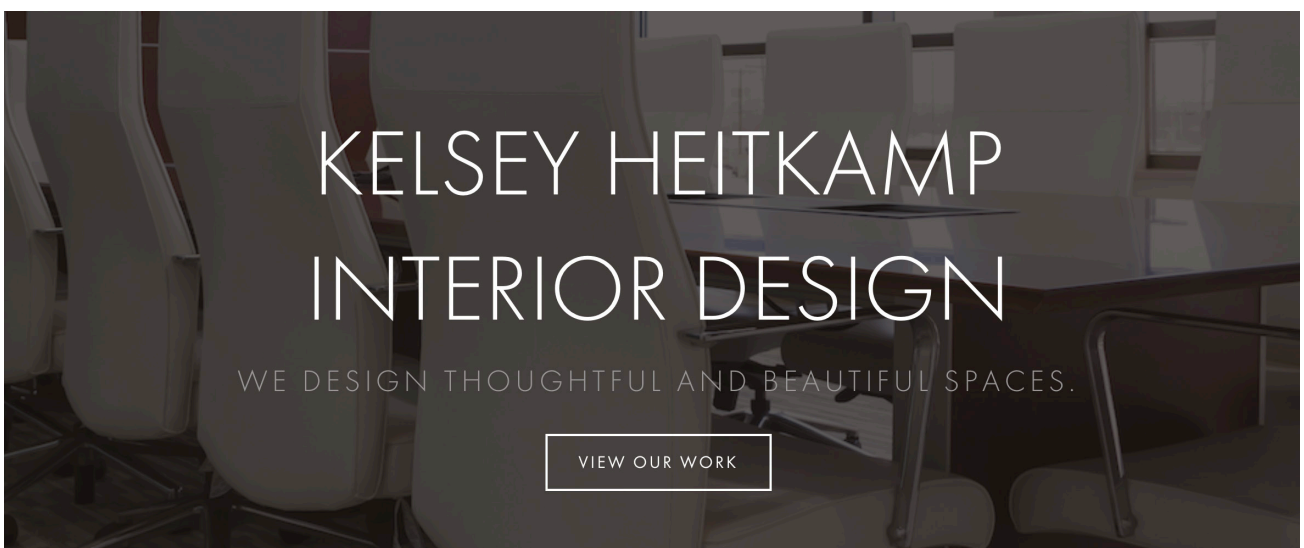 KELSEY HEITKAMP
INTERIOR DESIGN
WE DESIGN THOUGHTFUL AND BEAUTIFUL SPACES.
VIEW OUR WORK